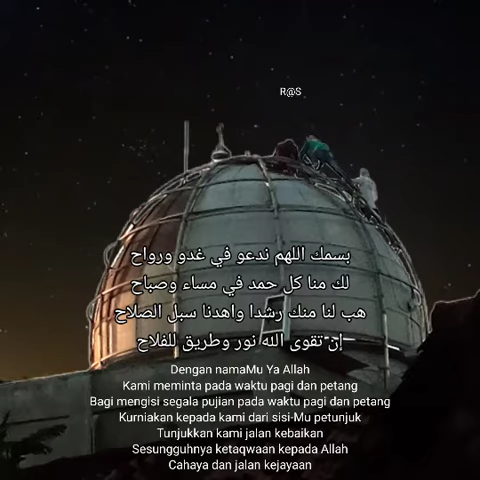 R@S
بسمك اللهم ندعو في غدو ورواح
لك منا كل حمد في مساء وصباح
هب لنا منك رشدا واهدنا سبل الصلاح
إن تقوى الله نور وطريق للفلاح
Dengan namaMu Ya Allah
Kami meminta pada waktu pagi dan petang
Bagi mengisi segala pujian pada waktu pagi dan petang
Kurniakan kepada kami dari sisi-Mu petunjuk
Tunjukkan kami jalan kebaikan
Sesungguhnya ketaqwaan kepada Allah
Cahaya dan jalan kejayaan